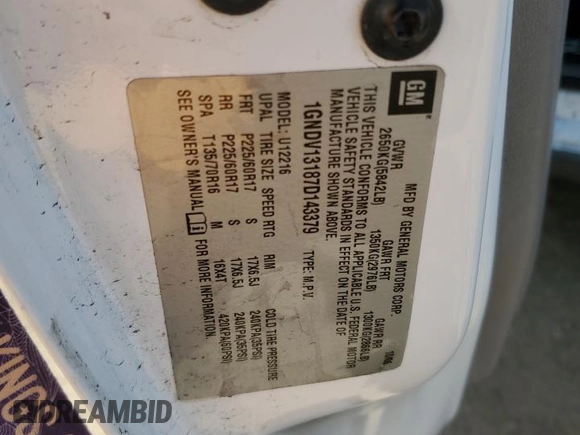 GM
MFD BY GENERAL MOTORS CORP
GVWR GAWR FRT GAWR RR
2650KG(5842LB) 1350KG(2976LB) 1300KG(2866LB)
THIS VEHICLE CONFORMS TO ALL APPLICABLE U.S. FEDERAL MOTOR
VEHICLE SAFETY STANDARDS IN EFFECT ON THE DATE OF
MANUFACTURE SHOWN ABOVE.
1GNDV13187D143379 TYPE: M.P.V.
MODEL: U12216
UPAL TIRE SIZE SPEED RTG RIM COLD TIRE PRESSURE
FRT P225/60R17 S 17X6.5J 240KPA(35PSI)
RR P225/60R17 S 17X6.5J 240KPA(35PSI)
SPA T135/70R16 M 16X4T 420KPA(60PSI)
SEE OWNER'S MANUAL i FOR MORE INFORMATION.
KING
DREAMBID